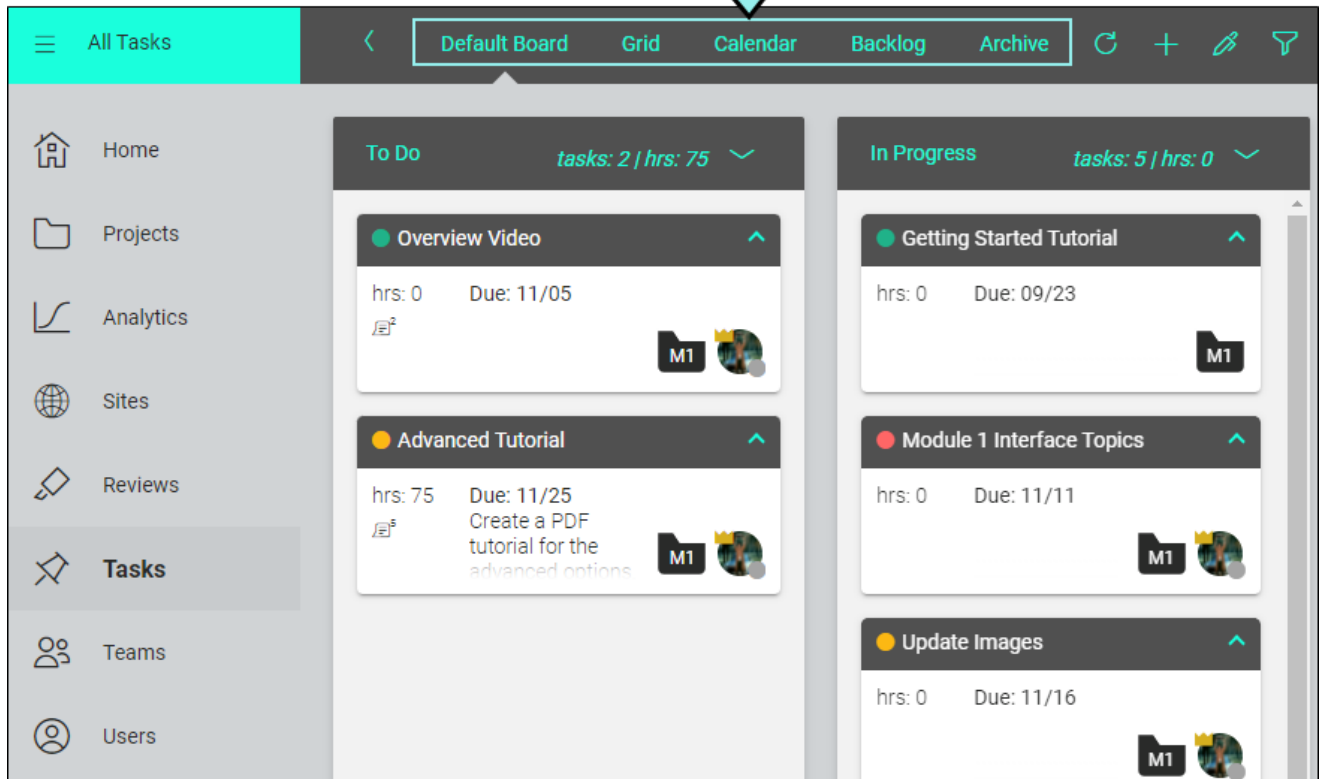 All Tasks
Default Board Grid Calendar Backlog Archive
Home
Projects
Analytics
Sites
Reviews
Tasks
Teams
Users
To Do tasks: 2 | hrs: 75
Overview Video
hrs: 0 Due: 11/05
2
M1
Advanced Tutorial
hrs: 75 Due: 11/25
5 Create a PDF
tutorial for the
advanced options
M1
In Progress tasks: 5 | hrs: 0
Getting Started Tutorial
hrs: 0 Due: 09/23
M1
Module 1 Interface Topics
hrs: 0 Due: 11/11
M1
Update Images
hrs: 0 Due: 11/16
M1